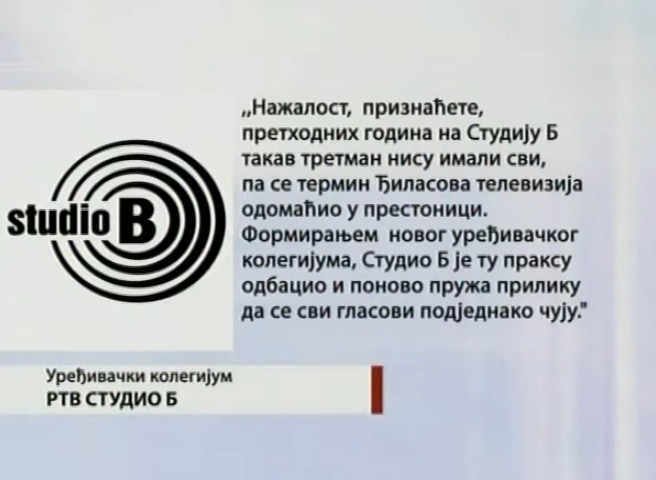 ,,Нажалост, признаћете,
претходних година на Студију Б
такав третман нису имали сви,
па се термин Ђиласова телевизија
одомаћио у престоници.
Формирањем новог уређивачког
колегијума, Студио Б је ту праксу
одбацио и поново пружа прилику
да се сви гласови подједнако чују."
studio B
Уређивачки колегијум
РТВ СТУДИО Б